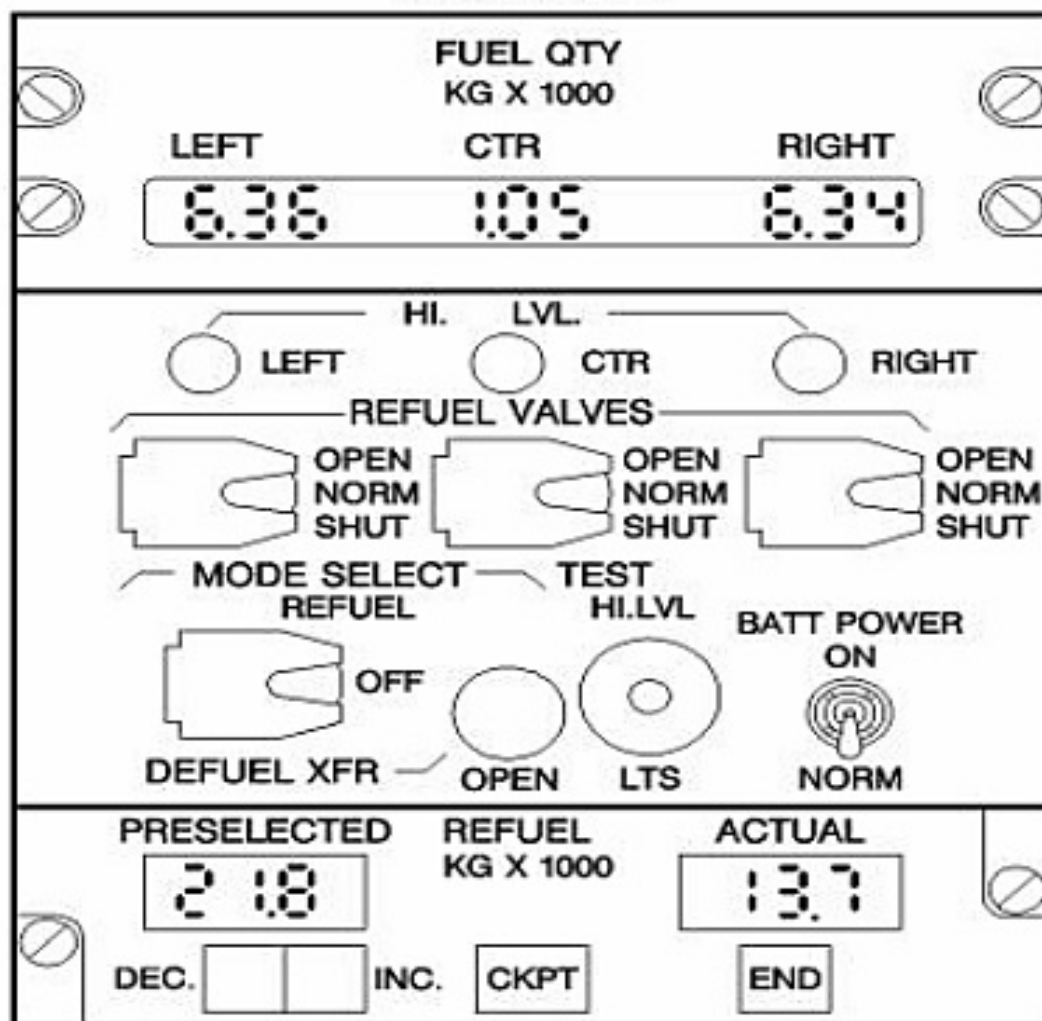 FUEL QTY
KG X 1000
LEFT CTR RIGHT
6.36 1.05 6.34
HI. LVL.
LEFT CTR RIGHT
REFUEL VALVES
OPEN OPEN OPEN
NORM NORM NORM
SHUT SHUT SHUT
MODE SELECT TEST
REFUEL HI.LVL
BATT POWER
ON
OFF
DEFUEL XFR OPEN LTS NORM
PRESELECTED REFUEL ACTUAL
KG X 1000
21.8 13.7
DEC. INC. CKPT END